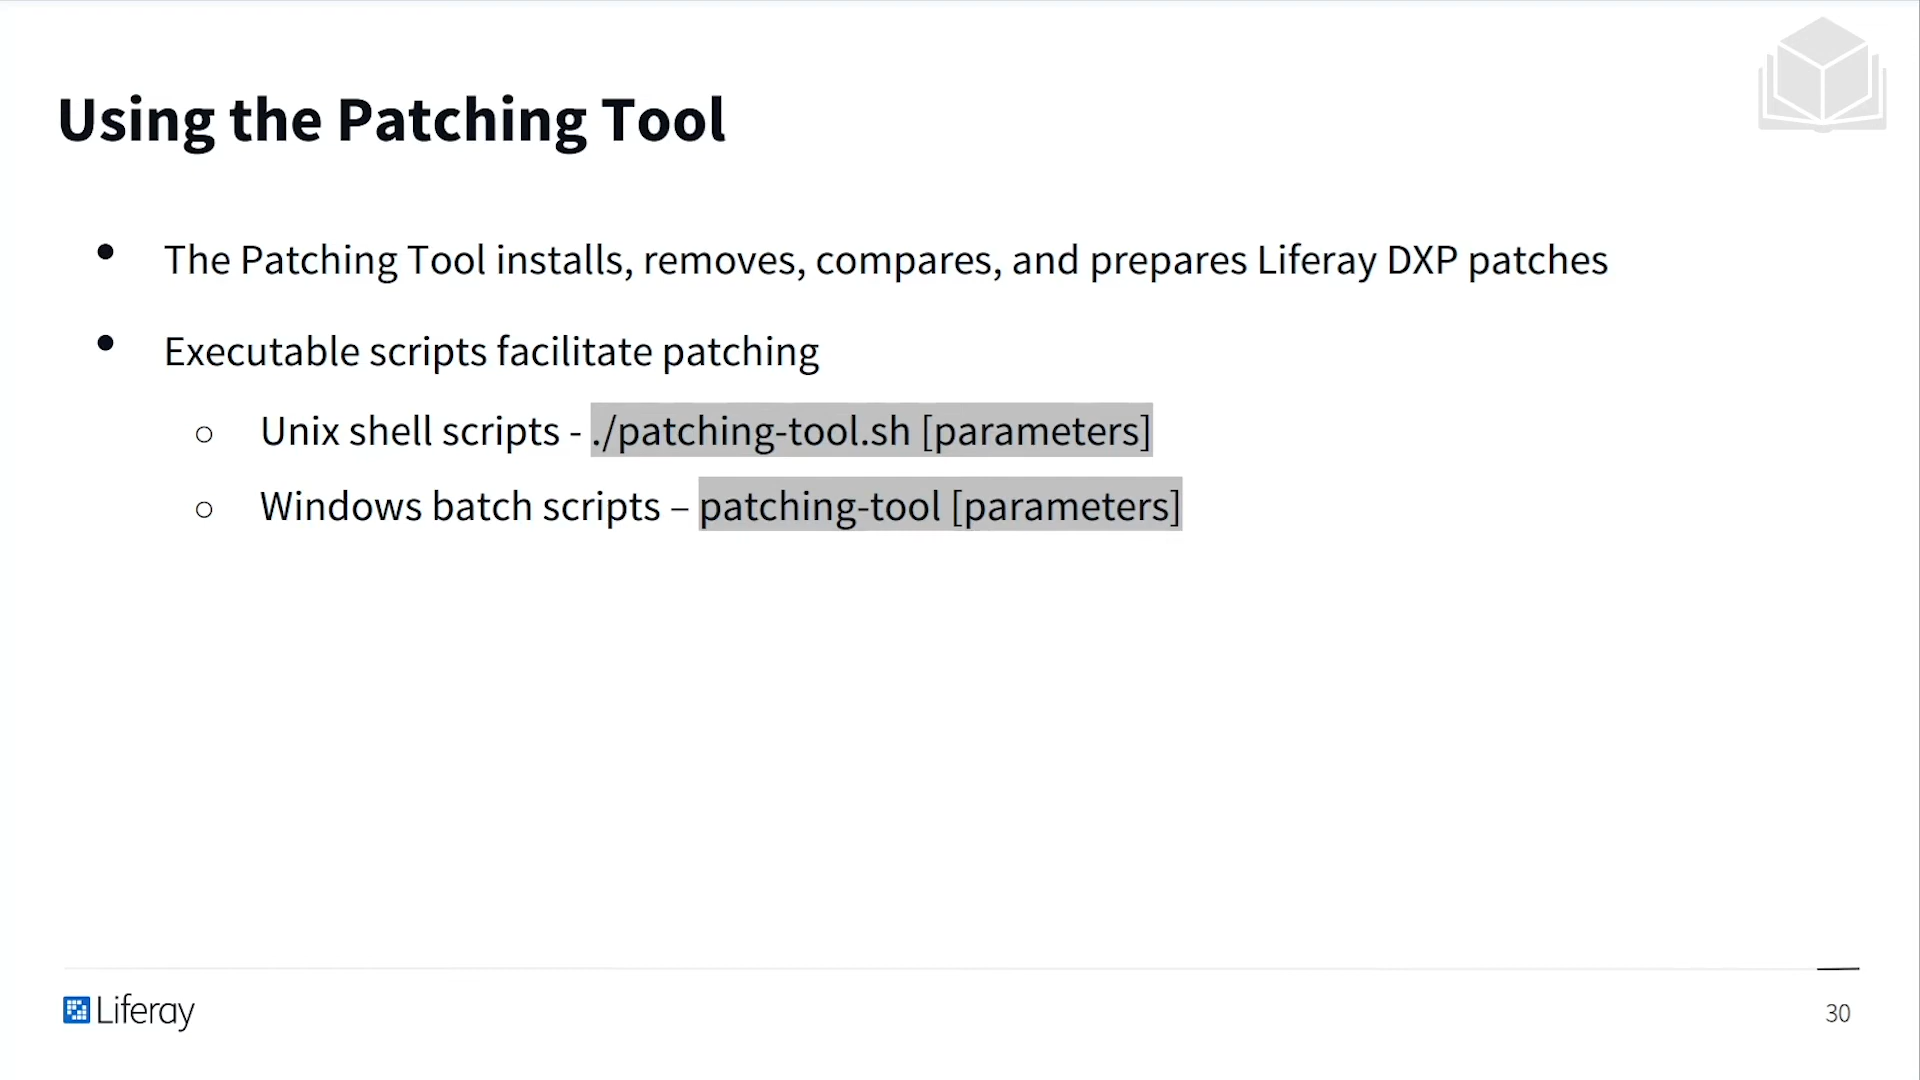 Using the Patching Tool
• The Patching Tool installs, removes, compares, and prepares Liferay DXP patches
• Executable scripts facilitate patching
○ Unix shell scripts - ./patching-tool.sh [parameters]
○ Windows batch scripts – patching-tool [parameters]
Liferay
30